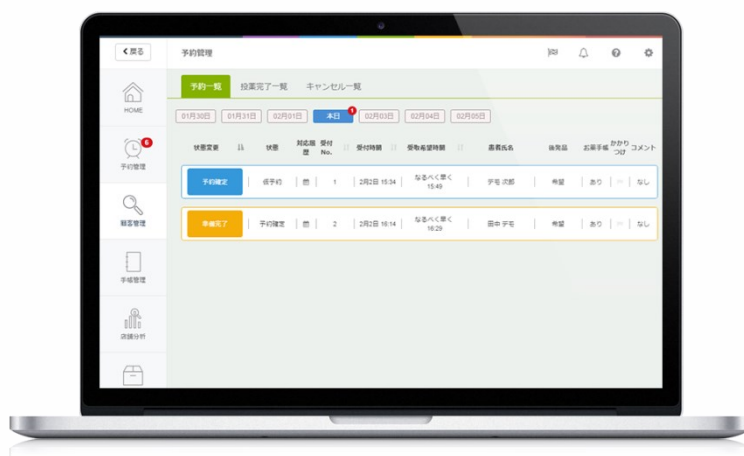 戻る
予約管理
HOME
6
予約管理
顧客管理
手帳管理
店舗分析
予約一覧
投薬完了一覧
キャンセル一覧
01月30日
01月31日
02月01日
本日
1
02月03日
02月04日
02月05日
状態変更
状態
対応履歴
受付No.
受付時間
受取希望時間
患者氏名
後発品
お薬手帳
かかりつけ
コメント
予約確定
仮予約
1
2月2日 15:34
なるべく早く
15:49
デモ 次郎
希望
あり
なし
準備完了
予約確定
2
2月2日 16:14
なるべく早く
16:29
田中 デモ
希望
あり
なし